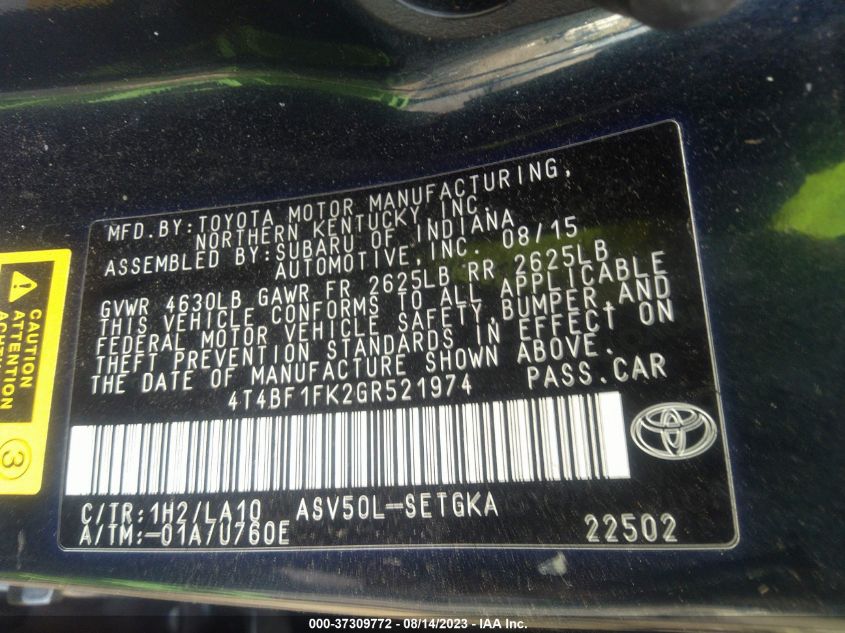 MFD.BY:TOYOTA MOTOR MANUFACTURING,
NORTHERN KENTUCKY, INC.
ASSEMBLED BY:SUBARU OF INDIANA
AUTOMOTIVE,INC. 08/15
GVWR 4630LB GAWR FR 2625LB RR 2625LB
THIS VEHICLE CONFORMS TO ALL APPLICABLE
FEDERAL MOTOR VEHICLE SAFETY,BUMPER,AND
THEFT PREVENTION STANDARDS IN EFFECT ON
THE DATE OF MANUFACTURE SHOWN ABOVE.
4T4BF1FK2GR521974 PASS.CAR
C/TR:1H2/LA10 ASV50L-SETGKA
A/TM:-01A/U760E 22502
CAUTION
ATTENTION
3
000-37309772 - 08/14/2023 - IAA Inc.